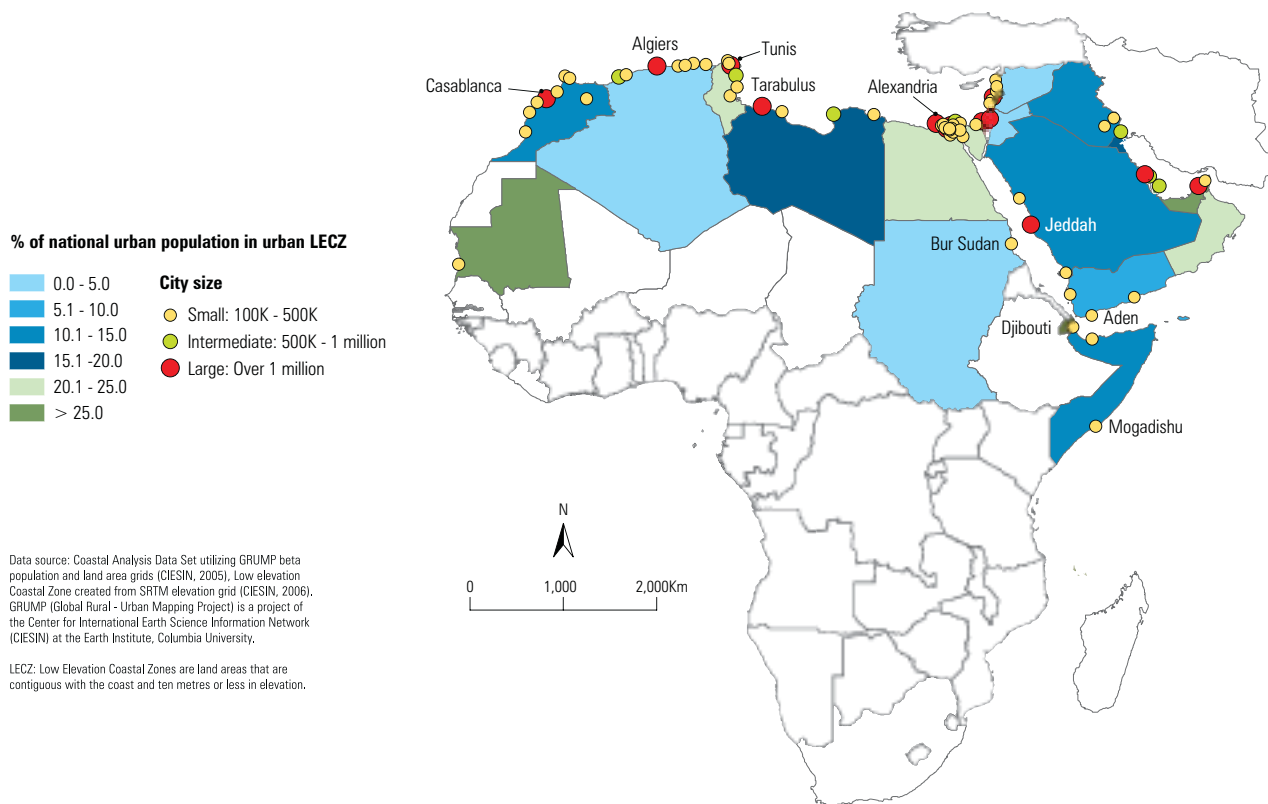 Algiers
Tunis
Casablanca
Tarabulus
Alexandria
Jeddah
Bur Sudan
Djibouti
Aden
Mogadishu
% of national urban population in urban LECZ
0.0 - 5.0
5.1 - 10.0
10.1 - 15.0
15.1 -20.0
20.1 - 25.0
> 25.0
City size
Small: 100K - 500K
Intermediate: 500K - 1 million
Large: Over 1 million
N
0 1,000 2,000Km
Data source: Coastal Analysis Data Set utilizing GRUMP beta
population and land area grids (CIESIN, 2005), Low elevation
Coastal Zone created from SRTM elevation grid (CIESIN, 2006).
GRUMP (Global Rural - Urban Mapping Project) is a project of
the Center for International Earth Science Information Network
(CIESIN) at the Earth Institute, Columbia University.
LECZ: Low Elevation Coastal Zones are land areas that are
contiguous with the coast and ten metres or less in elevation.